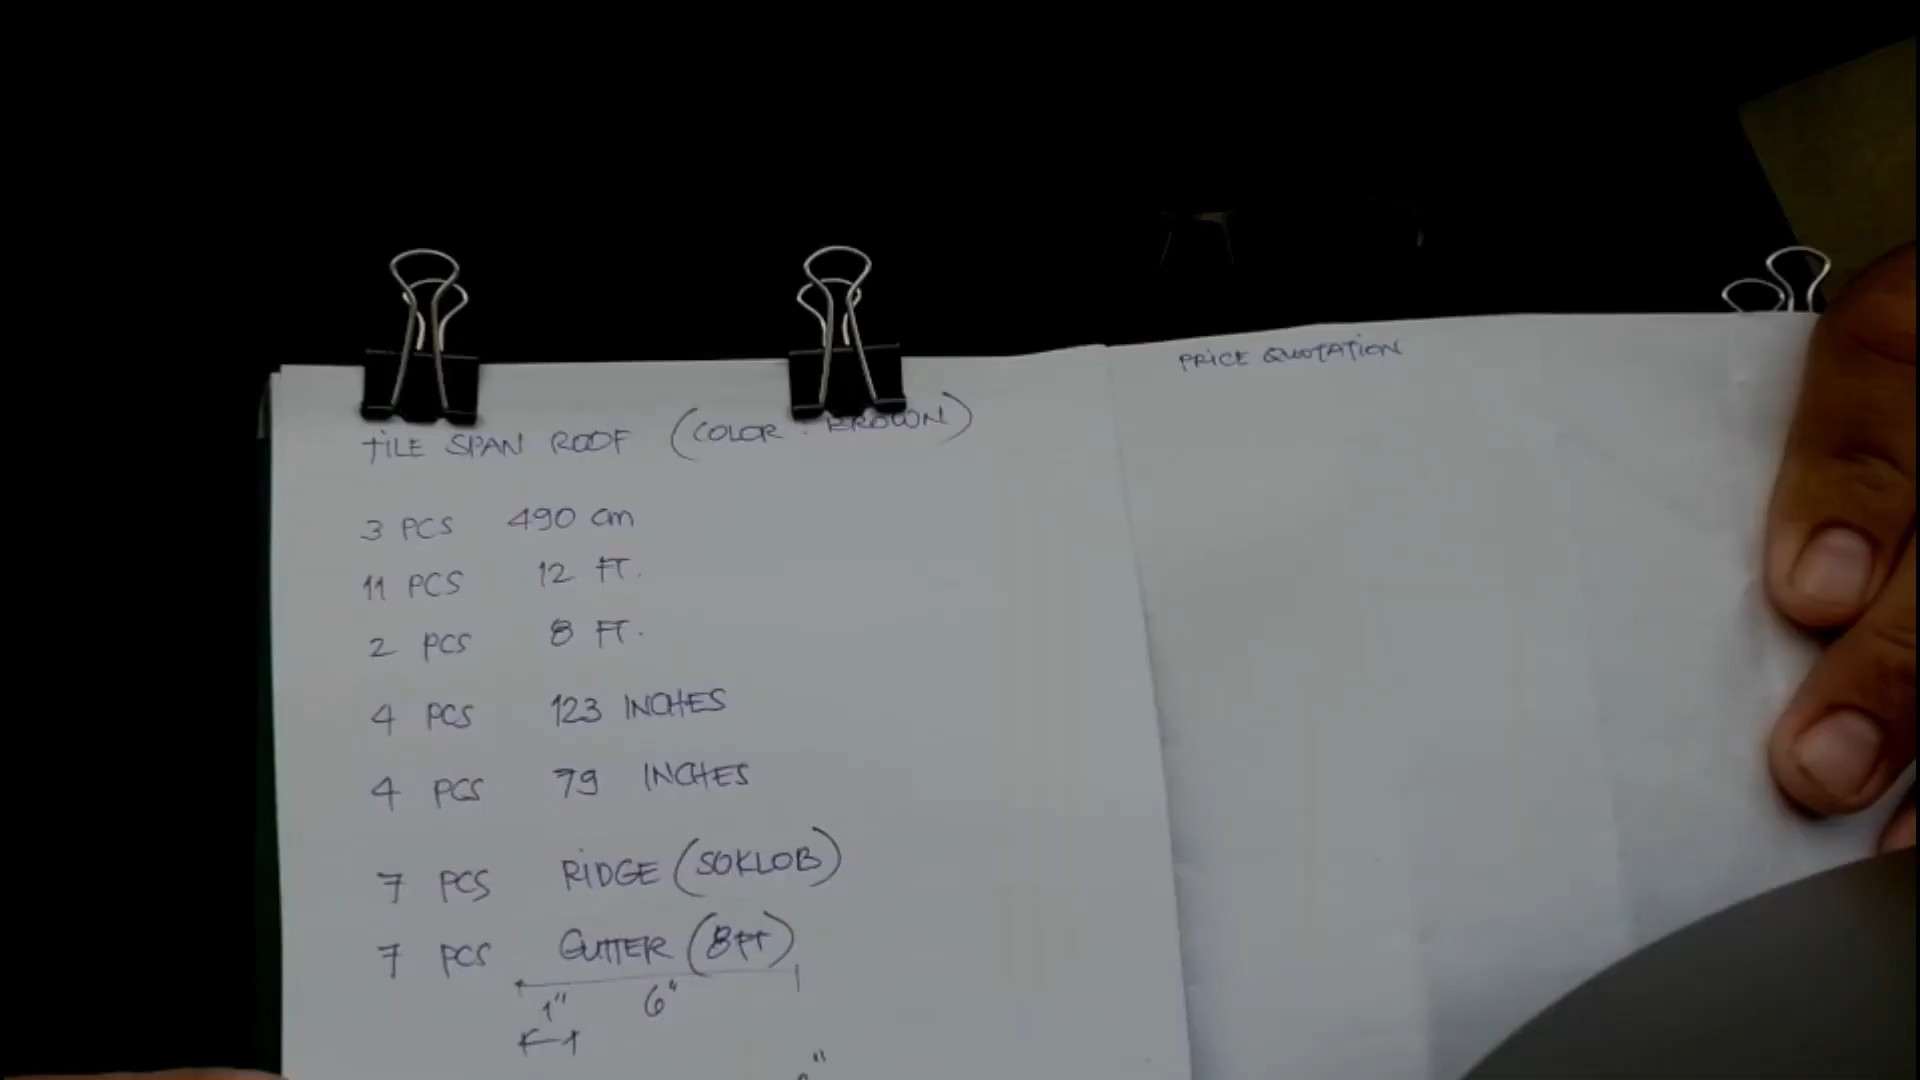 PRICE QUOTATION
TILE SPAN ROOF (COLOR: BROWN)
3 PCS 490 cm
11 PCS 12 FT.
2 PCS 8 FT.
4 PCS 123 INCHES
4 PCS 79 INCHES
7 PCS RIDGE (SOKLOB)
7 PCS GUTTER (8FT)
1" 6"